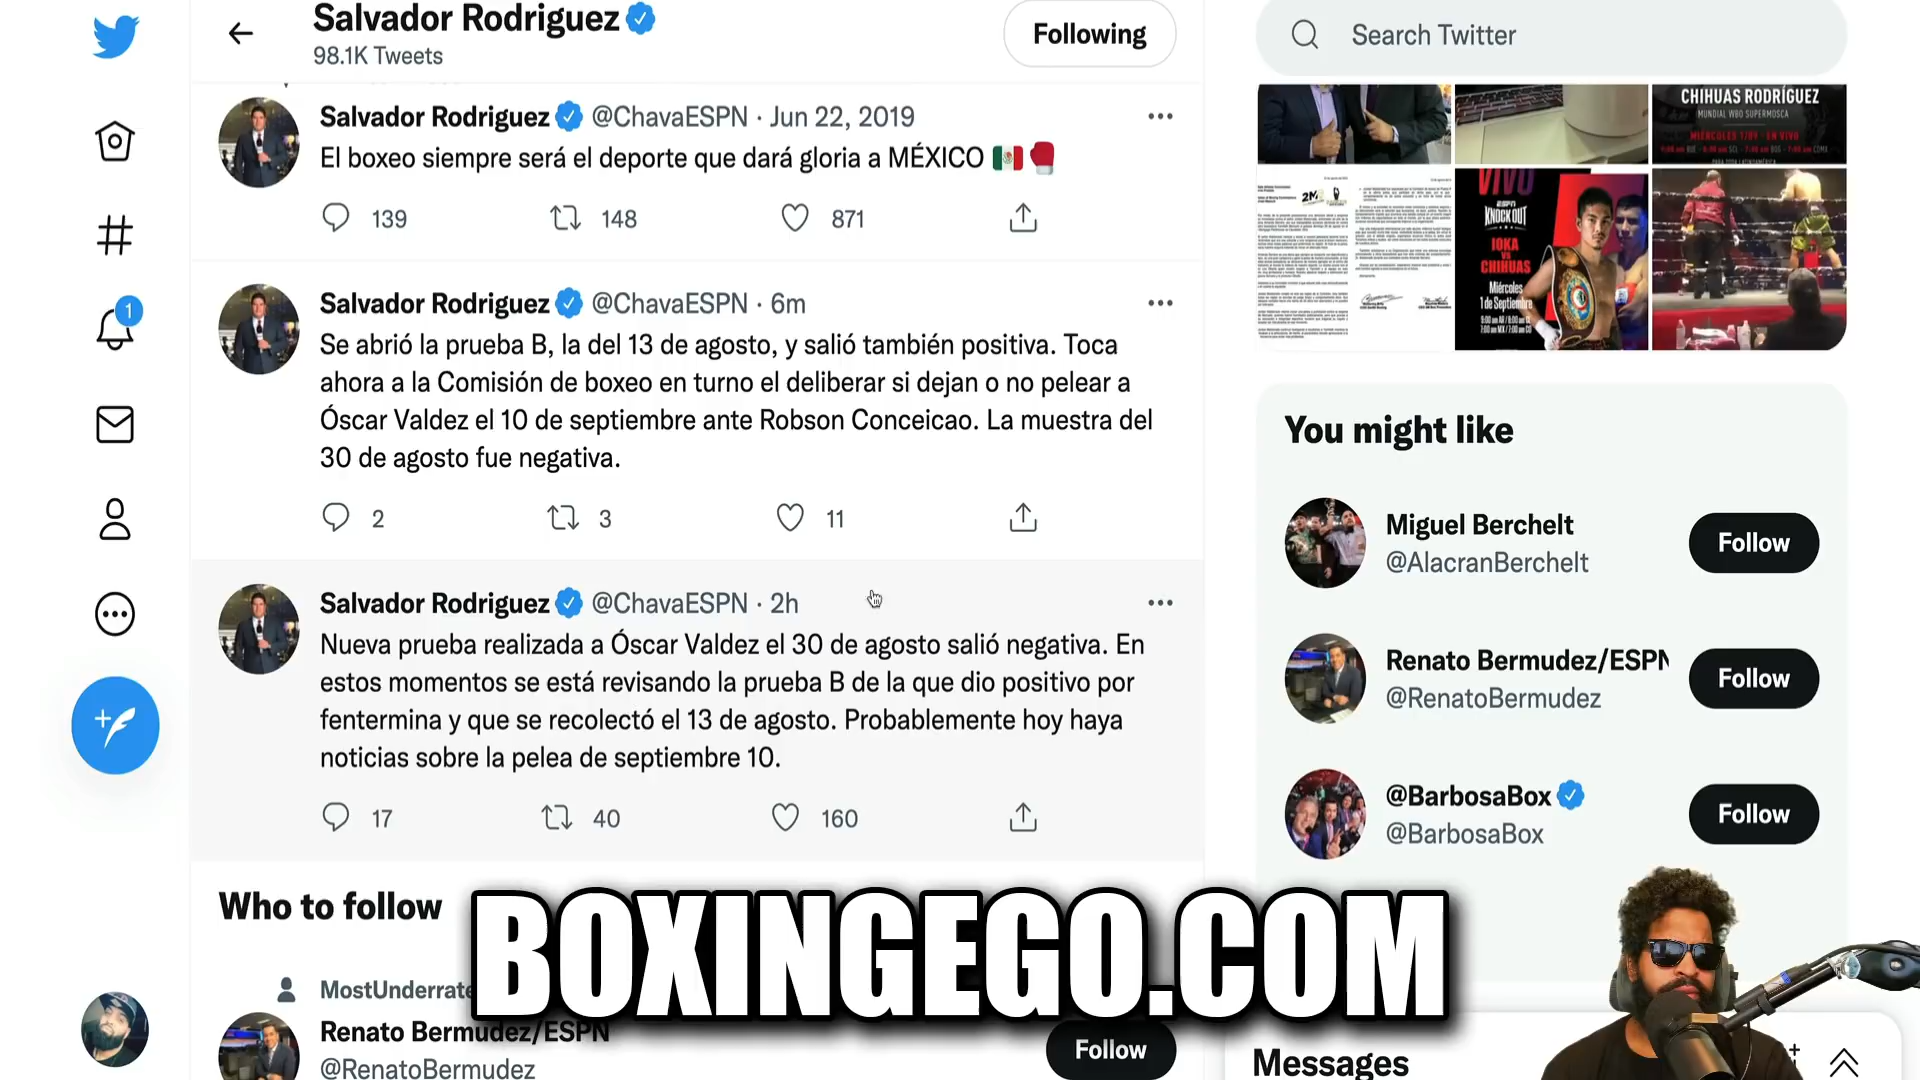 Salvador Rodriguez
98.1K Tweets
Following
Search Twitter
Salvador Rodriguez @ChavaESPN · Jun 22, 2019
El boxeo siempre será el deporte que dará gloria a MÉXICO 🇲🇽🥊
139 148 871
CHIHUAS RODRÍGUEZ
MUNDIAL WBO SUPERMOSCA
MIÉRCOLES 1/09 - EN VIVO
VIVO
ESPN
KNOCK OUT
IOKA
VS
CHIHUAS
Miércoles
1 de Septiembre
1
Salvador Rodriguez @ChavaESPN · 6m
Se abrió la prueba B, la del 13 de agosto, y salió también positiva. Toca
ahora a la Comisión de boxeo en turno el deliberar si dejan o no pelear a
Óscar Valdez el 10 de septiembre ante Robson Conceicao. La muestra del
30 de agosto fue negativa.
2 3 11
Salvador Rodriguez @ChavaESPN · 2h
Nueva prueba realizada a Óscar Valdez el 30 de agosto salió negativa. En
estos momentos se está revisando la prueba B de la que dio positivo por
fentermina y que se recolectó el 13 de agosto. Probablemente hoy haya
noticias sobre la pelea de septiembre 10.
17 40 160
You might like
Miguel Berchelt
@AlacranBerchelt
Follow
Renato Bermudez/ESPN
@RenatoBermudez
Follow
@BarbosaBox
@BarbosaBox
Follow
Who to follow
BOXINGEGO.COM
MostUnderrate
Renato Bermudez/ESPN
@RenatoBermudez
Follow
Messages